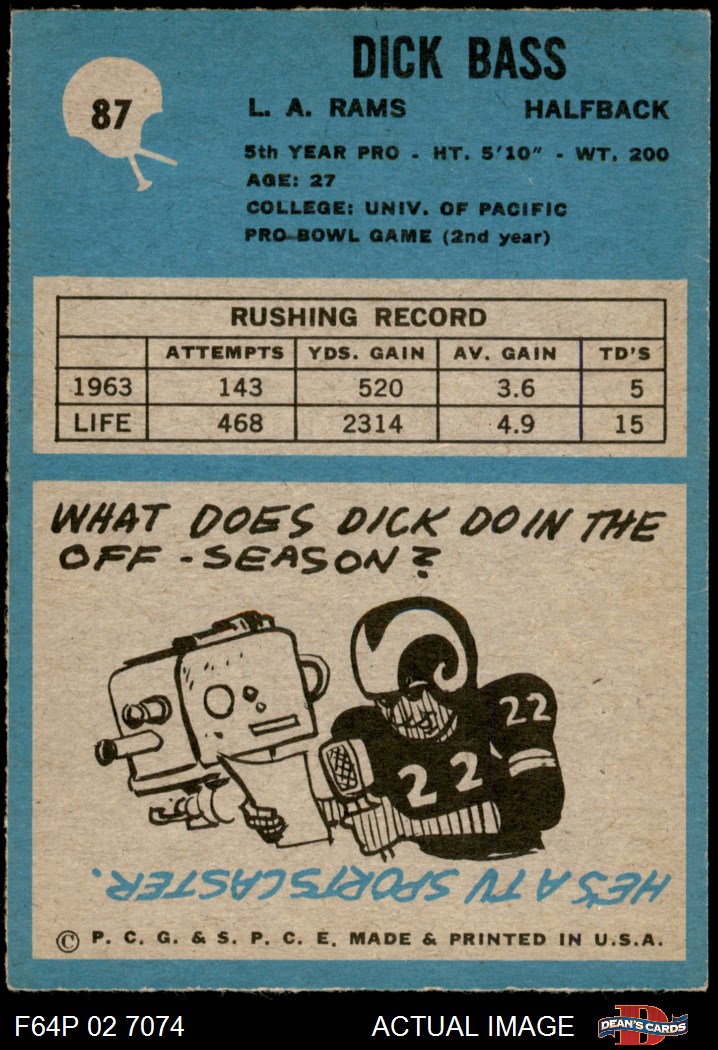 87
DICK BASS
L. A. RAMS HALFBACK
5th YEAR PRO - HT. 5'10" - WT. 200
AGE: 27
COLLEGE: UNIV. OF PACIFIC
PRO BOWL GAME (2nd year)
RUSHING RECORD
ATTEMPTS YDS. GAIN AV. GAIN TD'S
1963 143 520 3.6 5
LIFE 468 2314 4.9 15
WHAT DOES DICK DO IN THE
OFF-SEASON?
22
22
HE'S A TV SPORTSCASTER.
© P. C. G. & S. P. C. E. MADE & PRINTED IN U.S.A.
F64P 02 7074 ACTUAL IMAGE D DEAN'S CARDS